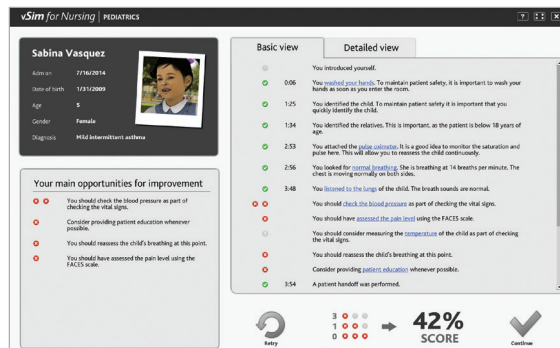 vSim for Nursing | PEDIATRICS
Sabina Vasquez
Adm on 7/16/2014
Date of birth 1/31/2009
Age 5
Gender Female
Diagnosis Mild intermittant asthma
Your main opportunities for improvement
You should check the blood pressure as part of
checking the vital signs.
Consider providing patient education whenever
possible.
You should reassess the child's breathing at this point.
You should have assessed the pain level using the
FACES scale.
Basic view
Detailed view
You introduced yourself.
0:06 You washed your hands. To maintain patient safety, it is important to wash your
hands as soon as you enter the room.
1:25 You identified the child. To maintain patient safety it is important that you
quickly identify the child.
1:34 You identified the relatives. This is important, as the patient is below 18 years of
age.
2:53 You attached the pulse oximeter. It is a good idea to monitor the saturation and
pulse here. This will allow you to reassess the child continuously.
2:56 You looked for normal breathing. She is breathing at 14 breaths per minute. The
chest is moving normally on both sides.
3:48 You listened to the lungs of the child. The breath sounds are normal.
You should check the blood pressure as part of checking the vital signs.
You should have assessed the pain level using the FACES scale.
You should consider measuring the temperature of the child as part of checking
the vital signs.
You should reassess the child's breathing at this point.
Consider providing patient education whenever possible.
3:54 A patient handoff was performed.
Retry
3
1
0
42%
SCORE
Continue